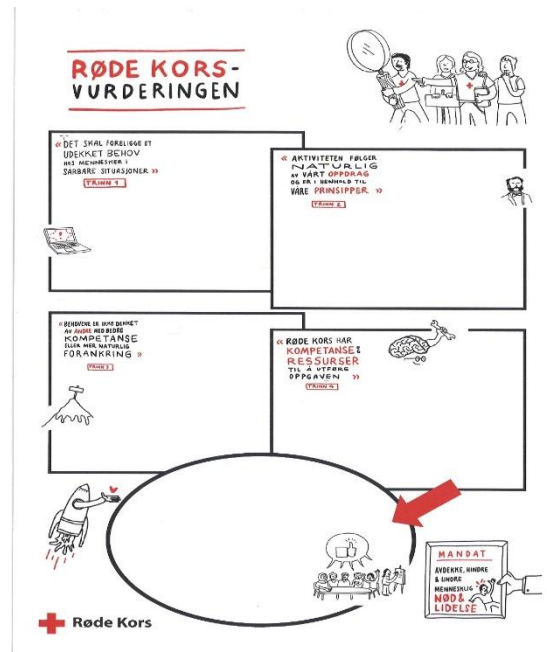 RØDE KORS-
VURDERINGEN
« DET SKAL FORELIGGE ET
UDEKKET BEHOV
HOS MENNESKER I
SÅRBARE SITUASJONER »
TRINN 1
« AKTIVITETEN FØLGER
NATURLIG
AV VÅRT OPPDRAG
OG ER I HENHOLD TIL
VÅRE PRINSIPPER »
TRINN 2
« BEHOVENE ER IKKE DEKKET
AV ANDRE MED BEDRE
KOMPETANSE
ELLER MER NATURLIG
FORANKRING »
TRINN 3
« RØDE KORS HAR
KOMPETANSE &
RESSURSER
TIL Å UTFØRE
OPPGAVEN »
TRINN 4
MANDAT
AVDEKKE, HINDRE
& LINDRE
MENNESKELIG
NØD &
LIDELSE
Røde Kors